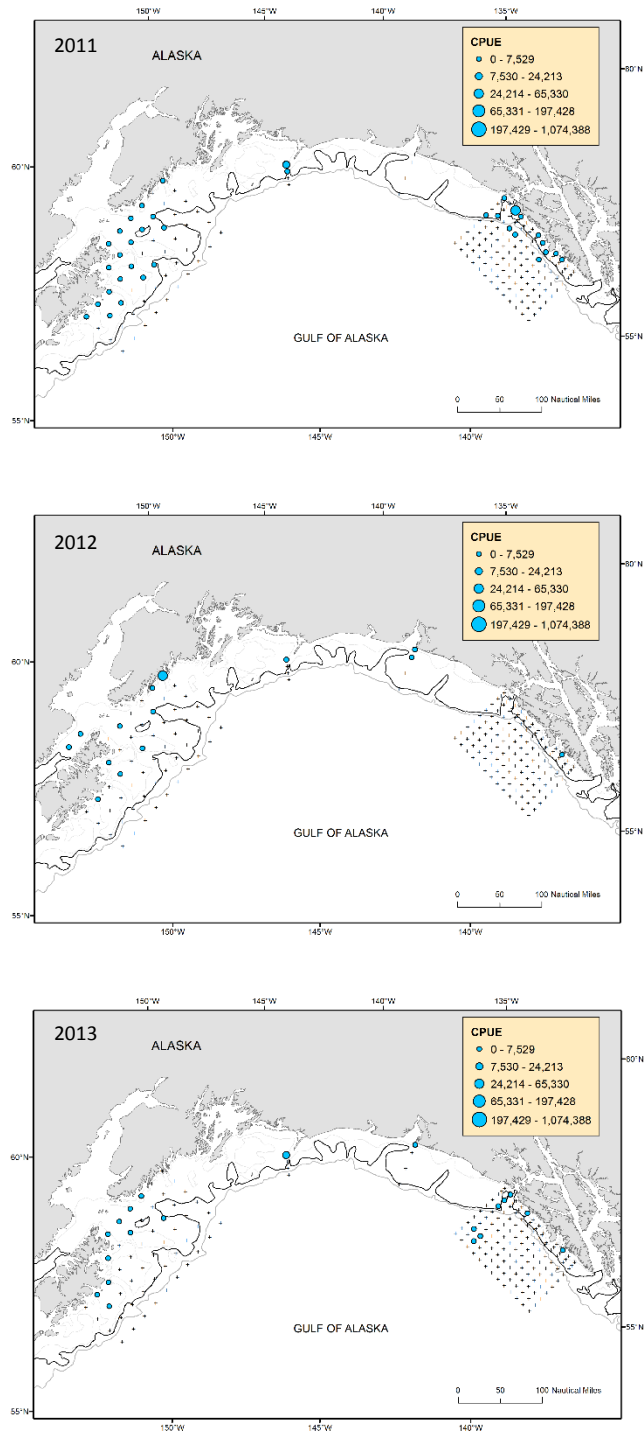 150°W 145°W 140°W 135°W
2011
ALASKA
CPUE
0 - 7,529
7,530 - 24,213
24,214 - 65,330
65,331 - 197,428
197,429 - 1,074,388
60°N
60°N
GULF OF ALASKA
55°N
0 50 100 Nautical Miles
55°N
150°W 145°W 140°W
150°W 145°W 140°W 135°W
2012
ALASKA
CPUE
0 - 7,529
7,530 - 24,213
24,214 - 65,330
65,331 - 197,428
197,429 - 1,074,388
60°N
60°N
GULF OF ALASKA
55°N
0 50 100 Nautical Miles
55°N
150°W 145°W 140°W
150°W 145°W 140°W 135°W
2013
ALASKA
CPUE
0 - 7,529
7,530 - 24,213
24,214 - 65,330
65,331 - 197,428
197,429 - 1,074,388
60°N
60°N
GULF OF ALASKA
55°N
0 50 100 Nautical Miles
55°N
150°W 145°W 140°W